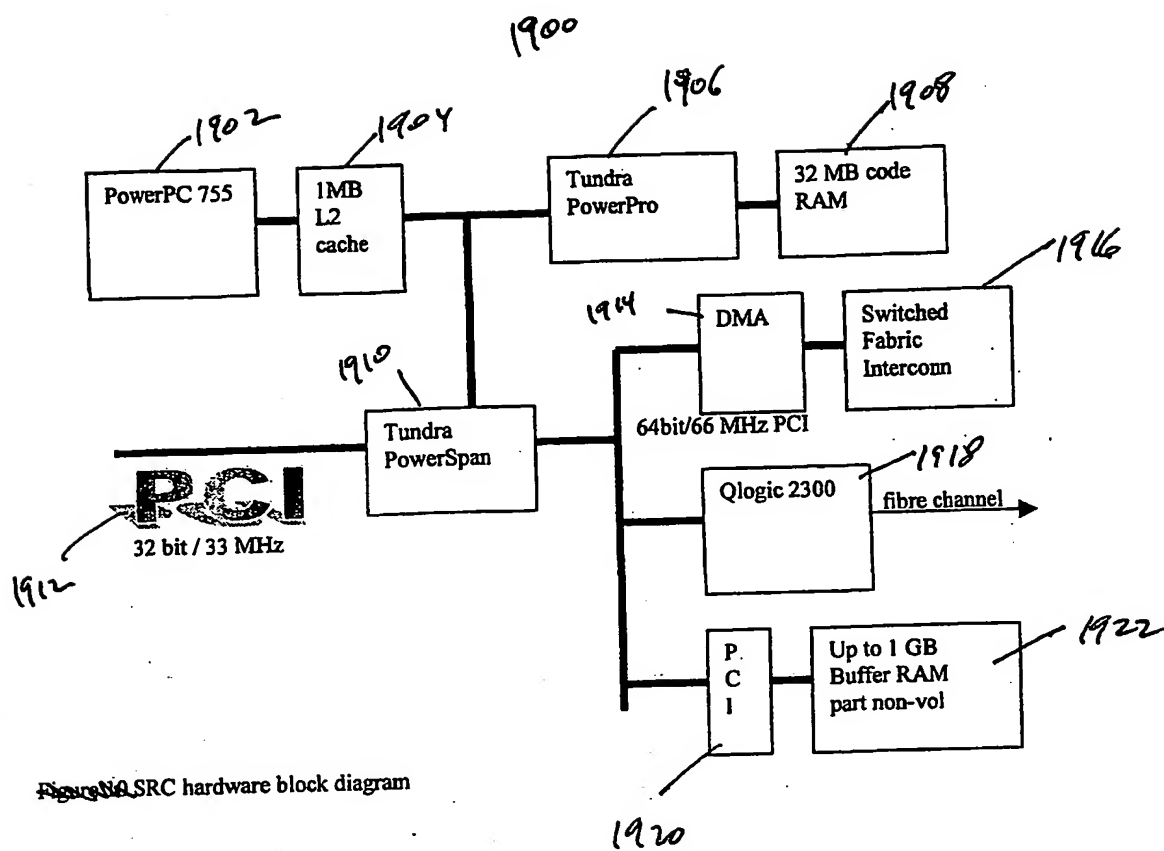 1900
1902
1904
1906
1908
PowerPC 755
1MB
L2
cache
Tundra
PowerPro
32 MB code
RAM
1914
1916
DMA
Switched
Fabric
Interconn
1910
Tundra
PowerSpan
64bit/66 MHz PCI
PCI
32 bit / 33 MHz
1912
1918
Qlogic 2300
fibre channel
P
C
I
Up to 1 GB
Buffer RAM
part non-vol
1922
1920
SRC hardware block diagram